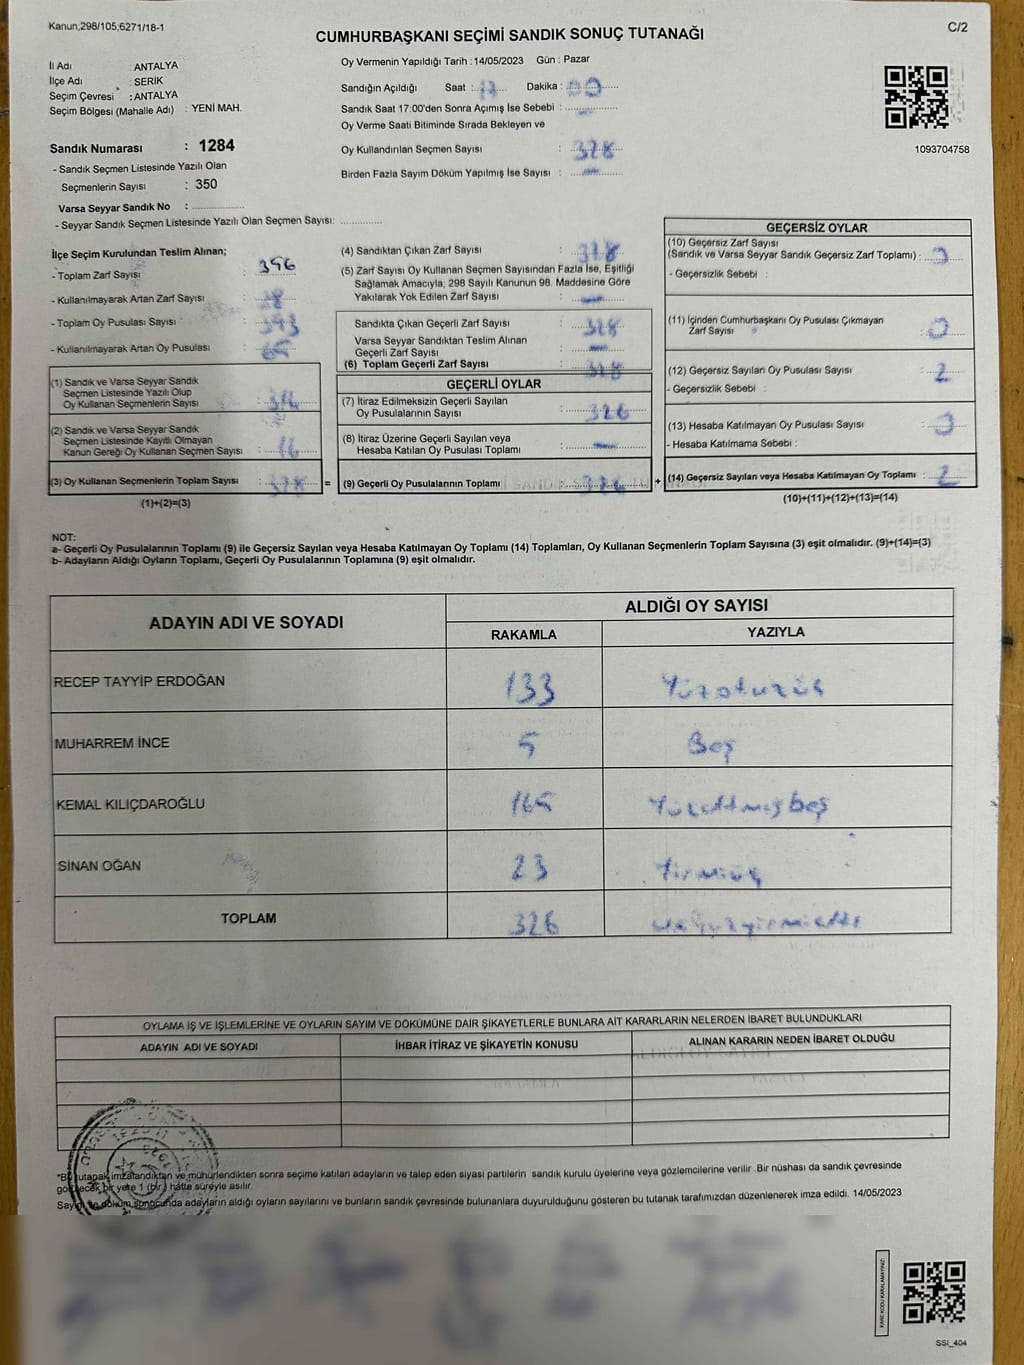 Kanun;298/105;6271/18-1
C/2
CUMHURBAŞKANI SEÇİMİ SANDIK SONUÇ TUTANAĞI
İl Adı : ANTALYA
İlçe Adı : SERİK
Seçim Çevresi : ANTALYA
Seçim Bölgesi (Mahalle Adı) : YENİ MAH.
Sandık Numarası : 1284
- Sandık Seçmen Listesinde Yazılı Olan
Seçmenlerin Sayısı : 350
Varsa Seyyar Sandık No :
- Seyyar Sandık Seçmen Listesinde Yazılı Olan Seçmen Sayısı:
Oy Vermenin Yapıldığı Tarih : 14/05/2023 Gün : Pazar
Sandığın Açıldığı Saat : 17 Dakika : 00
Sandık Saat 17:00'den Sonra Açımış İse Sebebi :
Oy Verme Saati Bitiminde Sırada Bekleyen ve
Oy Kullandırılan Seçmen Sayısı : 328
Birden Fazla Sayım Döküm Yapılmış İse Sayısı :
1093704758
İlçe Seçim Kurulundan Teslim Alınan;
- Toplam Zarf Sayısı 396
- Kullanılmayarak Artan Zarf Sayısı
- Toplam Oy Pusulası Sayısı 393
- Kullanılmayarak Artan Oy Pusulası 65
(1) Sandık ve Varsa Seyyar Sandık
Seçmen Listesinde Yazılı Olup
Oy Kullanan Seçmenlerin Sayısı :
(2) Sandık ve Varsa Seyyar Sandık
Seçmen Listesinde Kayıtlı Olmayan
Kanun Gereği Oy Kullanan Seçmen Sayısı : 16
(3) Oy Kullanan Seçmenlerin Toplam Sayısı : 328 =
(1)+(2)=(3)
(4) Sandıktan Çıkan Zarf Sayısı : 328
(5) Zarf Sayısı Oy Kullanan Seçmen Sayısından Fazla İse, Eşitliği
Sağlamak Amacıyla; 298 Sayılı Kanunun 98. Maddesine Göre
Yakılarak Yok Edilen Zarf Sayısı :
Sandıkta Çıkan Geçerli Zarf Sayısı : 328
Varsa Seyyar Sandıktan Teslim Alınan
Geçerli Zarf Sayısı :
(6) Toplam Geçerli Zarf Sayısı : 328
GEÇERLİ OYLAR
(7) İtiraz Edilmeksizin Geçerli Sayılan
Oy Pusulalarının Sayısı : 326
(8) İtiraz Üzerine Geçerli Sayılan veya
Hesaba Katılan Oy Pusulası Toplamı :
(9) Geçerli Oy Pusulalarının Toplamı : 326 +
GEÇERSİZ OYLAR
(10) Geçersiz Zarf Sayısı
(Sandık ve Varsa Seyyar Sandık Geçersiz Zarf Toplamı) : 0
- Geçersizlik Sebebi :
(11) İçinden Cumhurbaşkanı Oy Pusulası Çıkmayan
Zarf Sayısı : 0
(12) Geçersiz Sayılan Oy Pusulası Sayısı : 2
- Geçersizlik Sebebi :
(13) Hesaba Katılmayan Oy Pusulası Sayısı : 0
- Hesaba Katılmama Sebebi :
(14) Geçersiz Sayılan veya Hesaba Katılmayan Oy Toplamı : 2
(10)+(11)+(12)+(13)=(14)
NOT:
a- Geçerli Oy Pusulalarının Toplamı (9) ile Geçersiz Sayılan veya Hesaba Katılmayan Oy Toplamı (14) Toplamları, Oy Kullanan Seçmenlerin Toplam Sayısına (3) eşit olmalıdır. (9)+(14)=(3)
b- Adayların Aldığı Oyların Toplamı, Geçerli Oy Pusulalarının Toplamına (9) eşit olmalıdır.
ADAYIN ADI VE SOYADI
ALDIĞI OY SAYISI
RAKAMLA YAZIYLA
RECEP TAYYİP ERDOĞAN 133 Yüzotuzüç
MUHARREM İNCE 5 Beş
KEMAL KILIÇDAROĞLU 165 Yüzaltmışbeş
SİNAN OĞAN 23 Yirmiüç
TOPLAM 326 üçyüzyirmialtı
OYLAMA İŞ VE İŞLEMLERİNE VE OYLARIN SAYIM VE DÖKÜMÜNE DAİR ŞİKAYETLERLE BUNLARA AİT KARARLARIN NELERDEN İBARET BULUNDUKLARI
ADAYIN ADI VE SOYADI İHBAR İTİRAZ VE ŞİKAYETİN KONUSU ALINAN KARARIN NEDEN İBARET OLDUĞU
*Bu tutanak imzalandıktan ve mühürlendikten sonra seçime katılan adayların ve talep eden siyasi partilerin sandık kurulu üyelerine veya gözlemcilerine verilir .Bir nüshası da sandık çevresinde
görülecek bir yere 1 (bir) hafta süreyle asılır.
Sayım ve döküm sonucunda adayların aldığı oyların sayılarını ve bunların sandık çevresinde bulunanlara duyurulduğunu gösteren bu tutanak tarafımızdan düzenlenerek imza edildi. 14/05/2023
KARE KODU KARALAMAYINIZ!
SSI_404